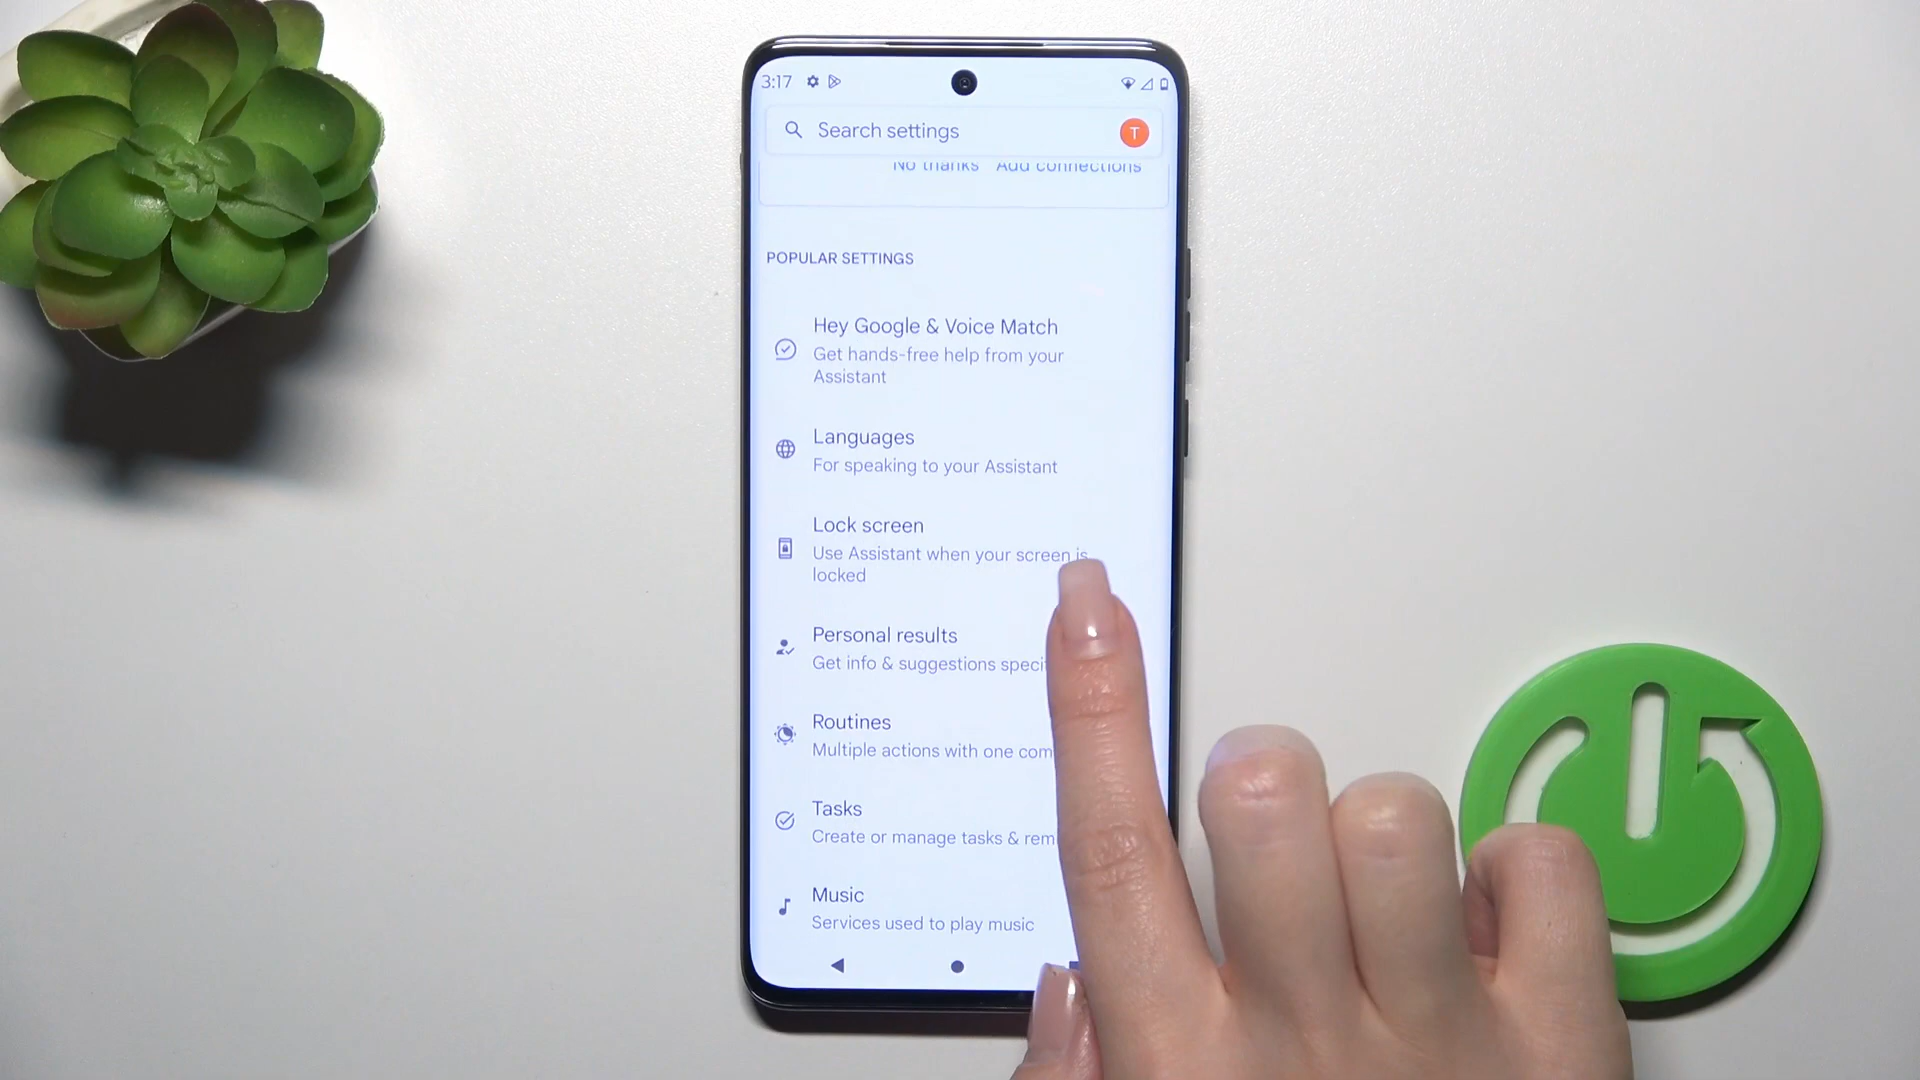 3:17
Search settings
T
No thanks Add connections
POPULAR SETTINGS
Hey Google & Voice Match
Get hands-free help from your
Assistant
Languages
For speaking to your Assistant
Lock screen
Use Assistant when your screen is
locked
Personal results
Get info & suggestions speci
Routines
Multiple actions with one com
Tasks
Create or manage tasks & rem
Music
Services used to play music